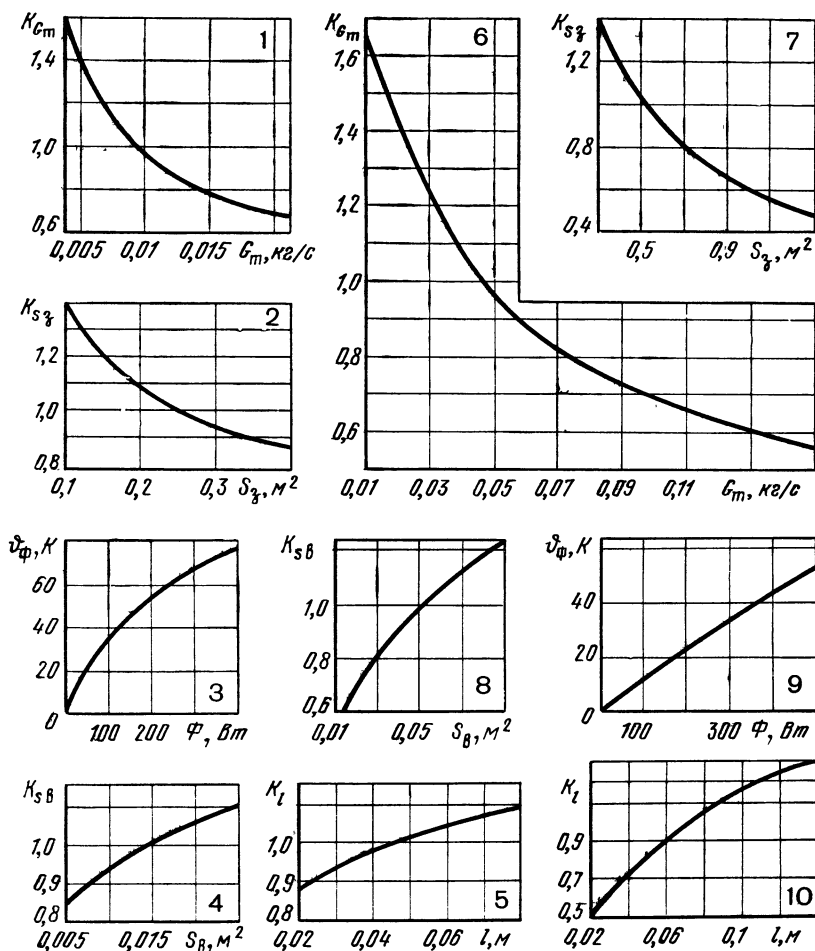 K_Gm
1,4
1,0
0,6
0,005 0,01 0,015 G_m, кг/с
1
K_Sз
1,2
1,0
0,8
0,1 0,2 0,3 S_з, м²
2
K_Gm
1,6
1,4
1,2
1,0
0,8
0,6
0,01 0,03 0,05 0,07 0,09 0,11 G_m, кг/с
6
K_Sз
1,2
0,8
0,4
0,5 0,9 S_з, м²
7
ϑ_Ф, К
60
40
20
0
100 200 Ф, Вт
3
K_Sв
1,0
0,8
0,6
0,01 0,05 S_в, м²
8
ϑ_Ф, К
40
20
0
100 300 Ф, Вт
9
K_Sв
1,0
0,9
0,8
0,005 0,015 S_в, м²
4
K_l
1,0
0,9
0,8
0,02 0,04 0,06 l, м
5
K_l
0,9
0,7
0,5
0,02 0,06 0,1 l, м
10